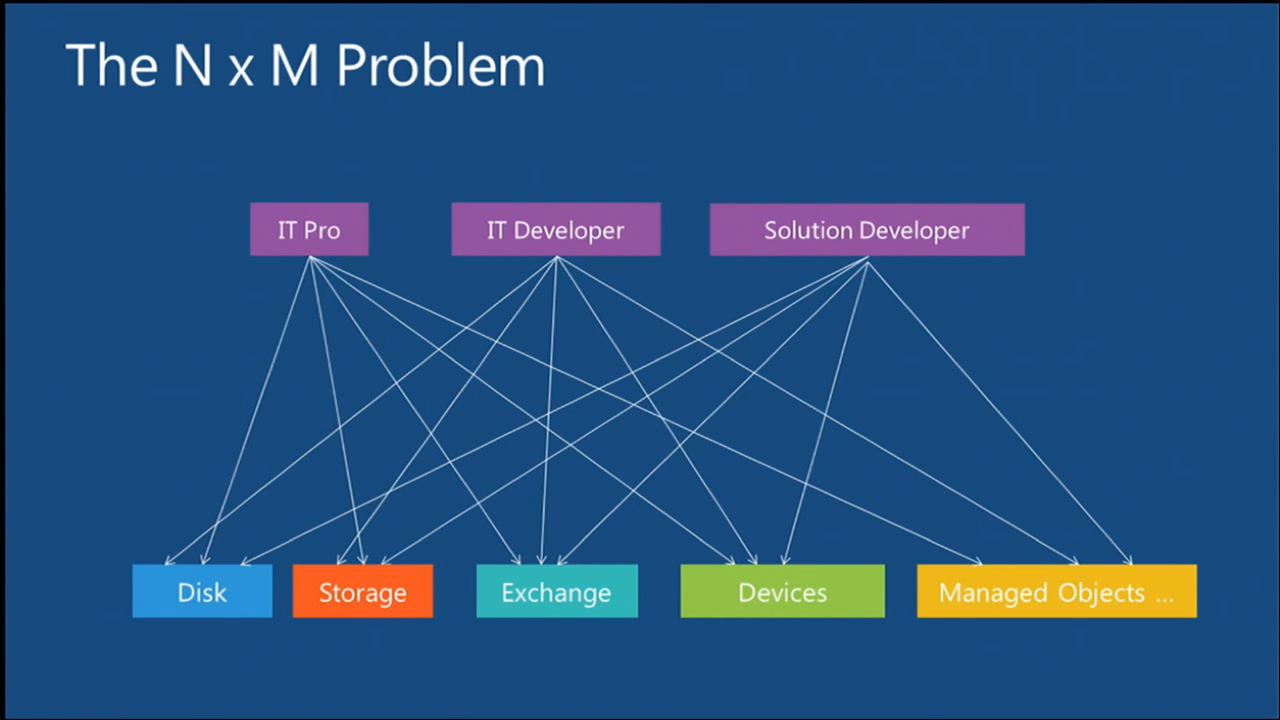 The N x M Problem
IT Pro
IT Developer
Solution Developer
Disk
Storage
Exchange
Devices
Managed Objects ...